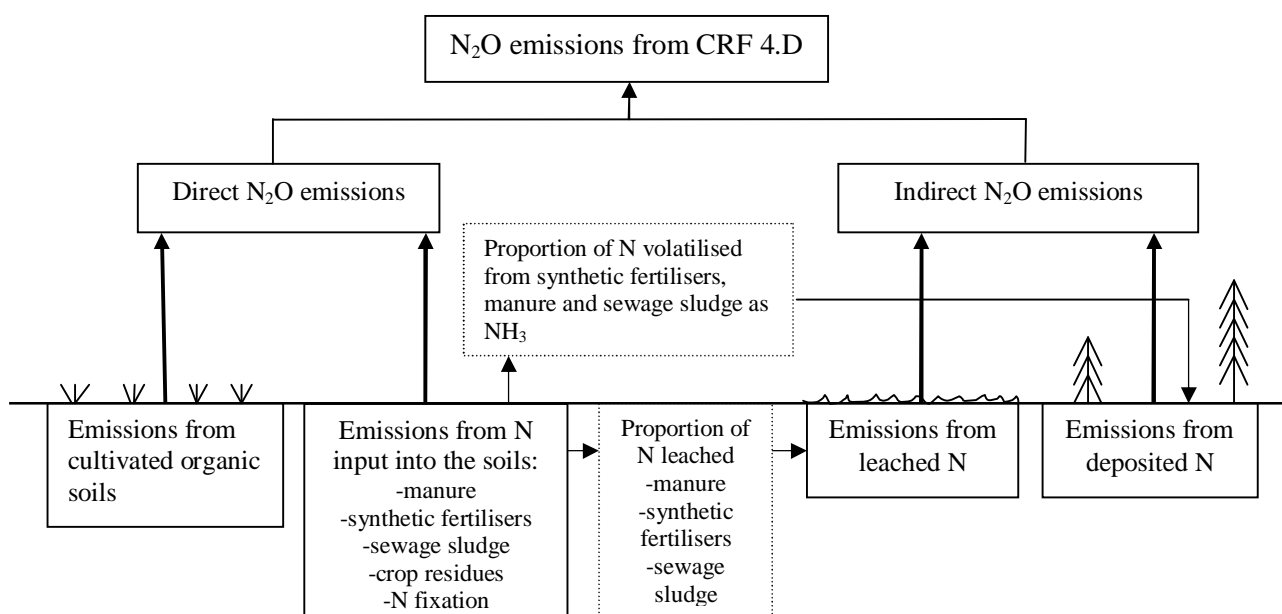 N₂O emissions from CRF 4.D
Direct N₂O emissions
Indirect N₂O emissions
Proportion of N volatilised
from synthetic fertilisers,
manure and sewage sludge as
NH₃
Emissions from
cultivated organic
soils
Emissions from N
input into the soils:
-manure
-synthetic fertilisers
-sewage sludge
-crop residues
-N fixation
Proportion of
N leached
-manure
-synthetic
fertilisers
-sewage
sludge
Emissions from
leached N
Emissions from
deposited N